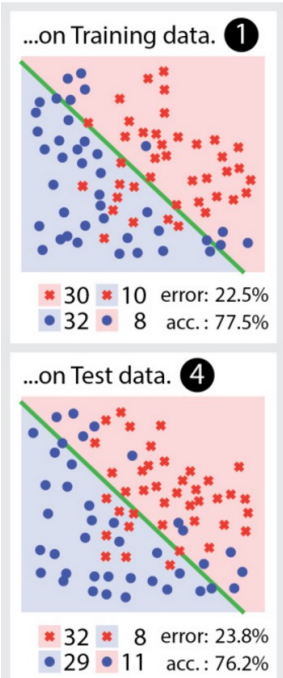 ...on Training data. 1
30 10 error: 22.5%
32 8 acc. : 77.5%
...on Test data. 4
32 8 error: 23.8%
29 11 acc. : 76.2%